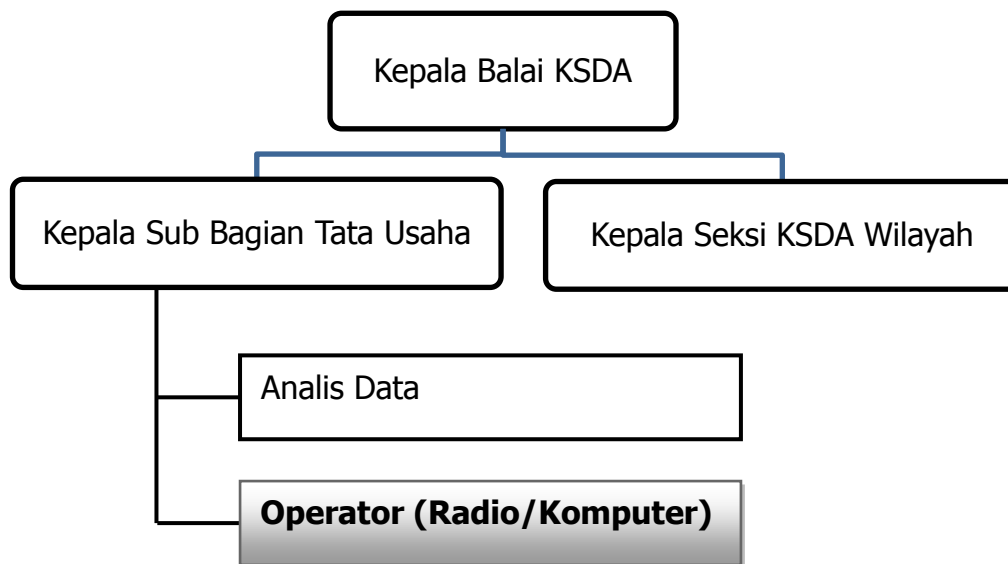 Kepala Balai KSDA
Kepala Sub Bagian Tata Usaha
Kepala Seksi KSDA Wilayah
Analis Data
Operator (Radio/Komputer)